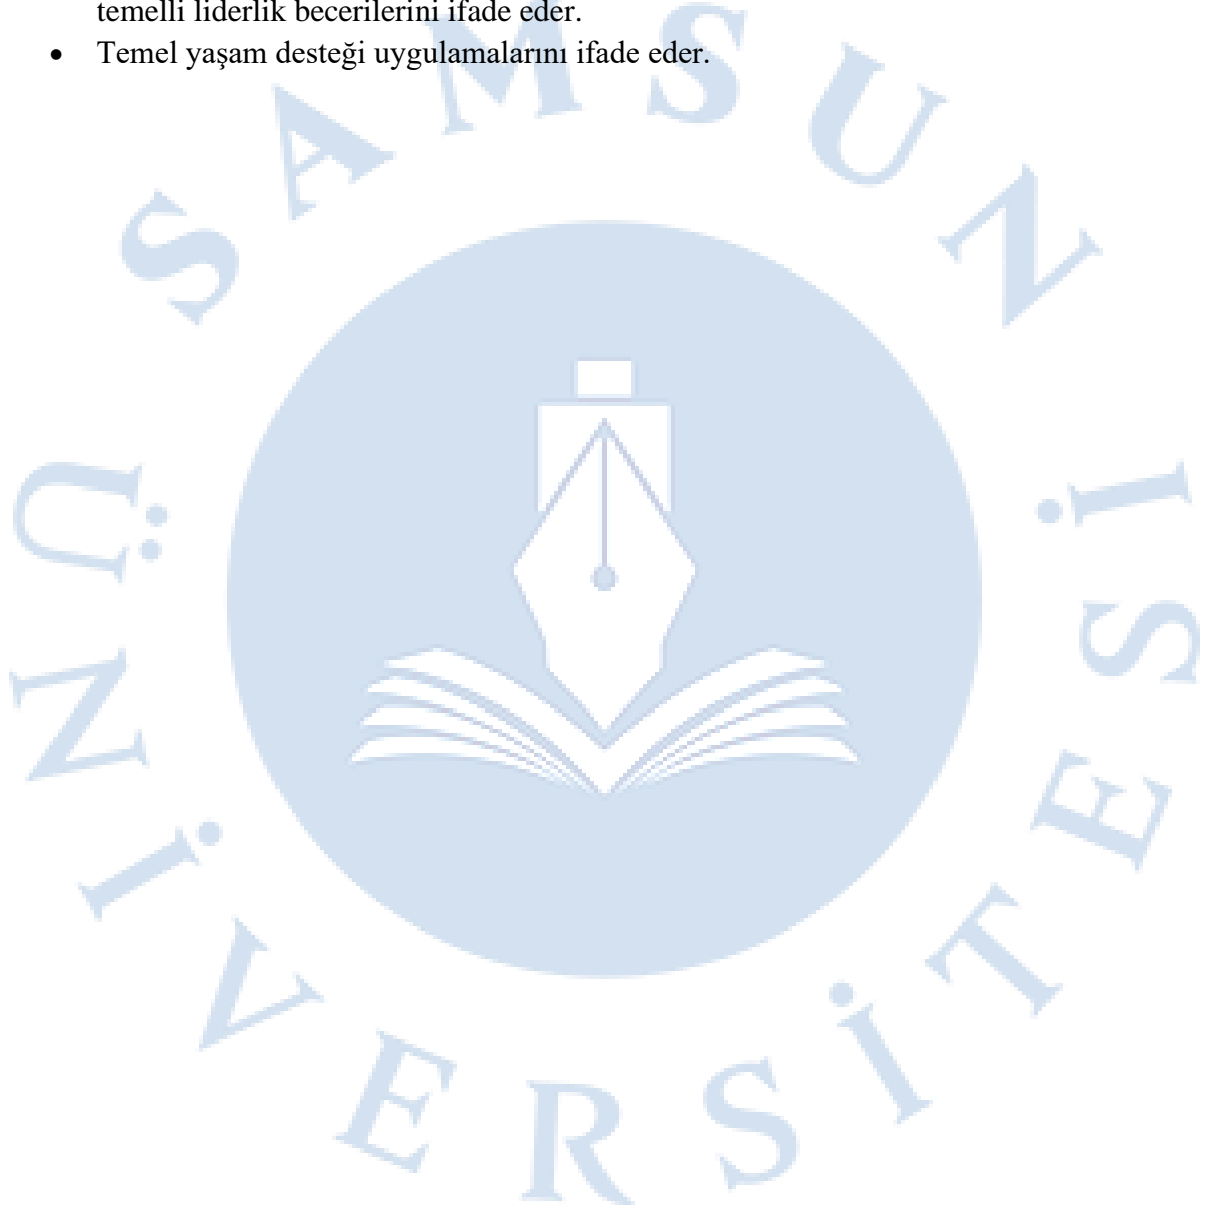 temelli liderlik becerilerini ifade eder.
• Temel yaşam desteği uygulamalarını ifade eder.
SAMSUN ÜNİVERSİTESİ